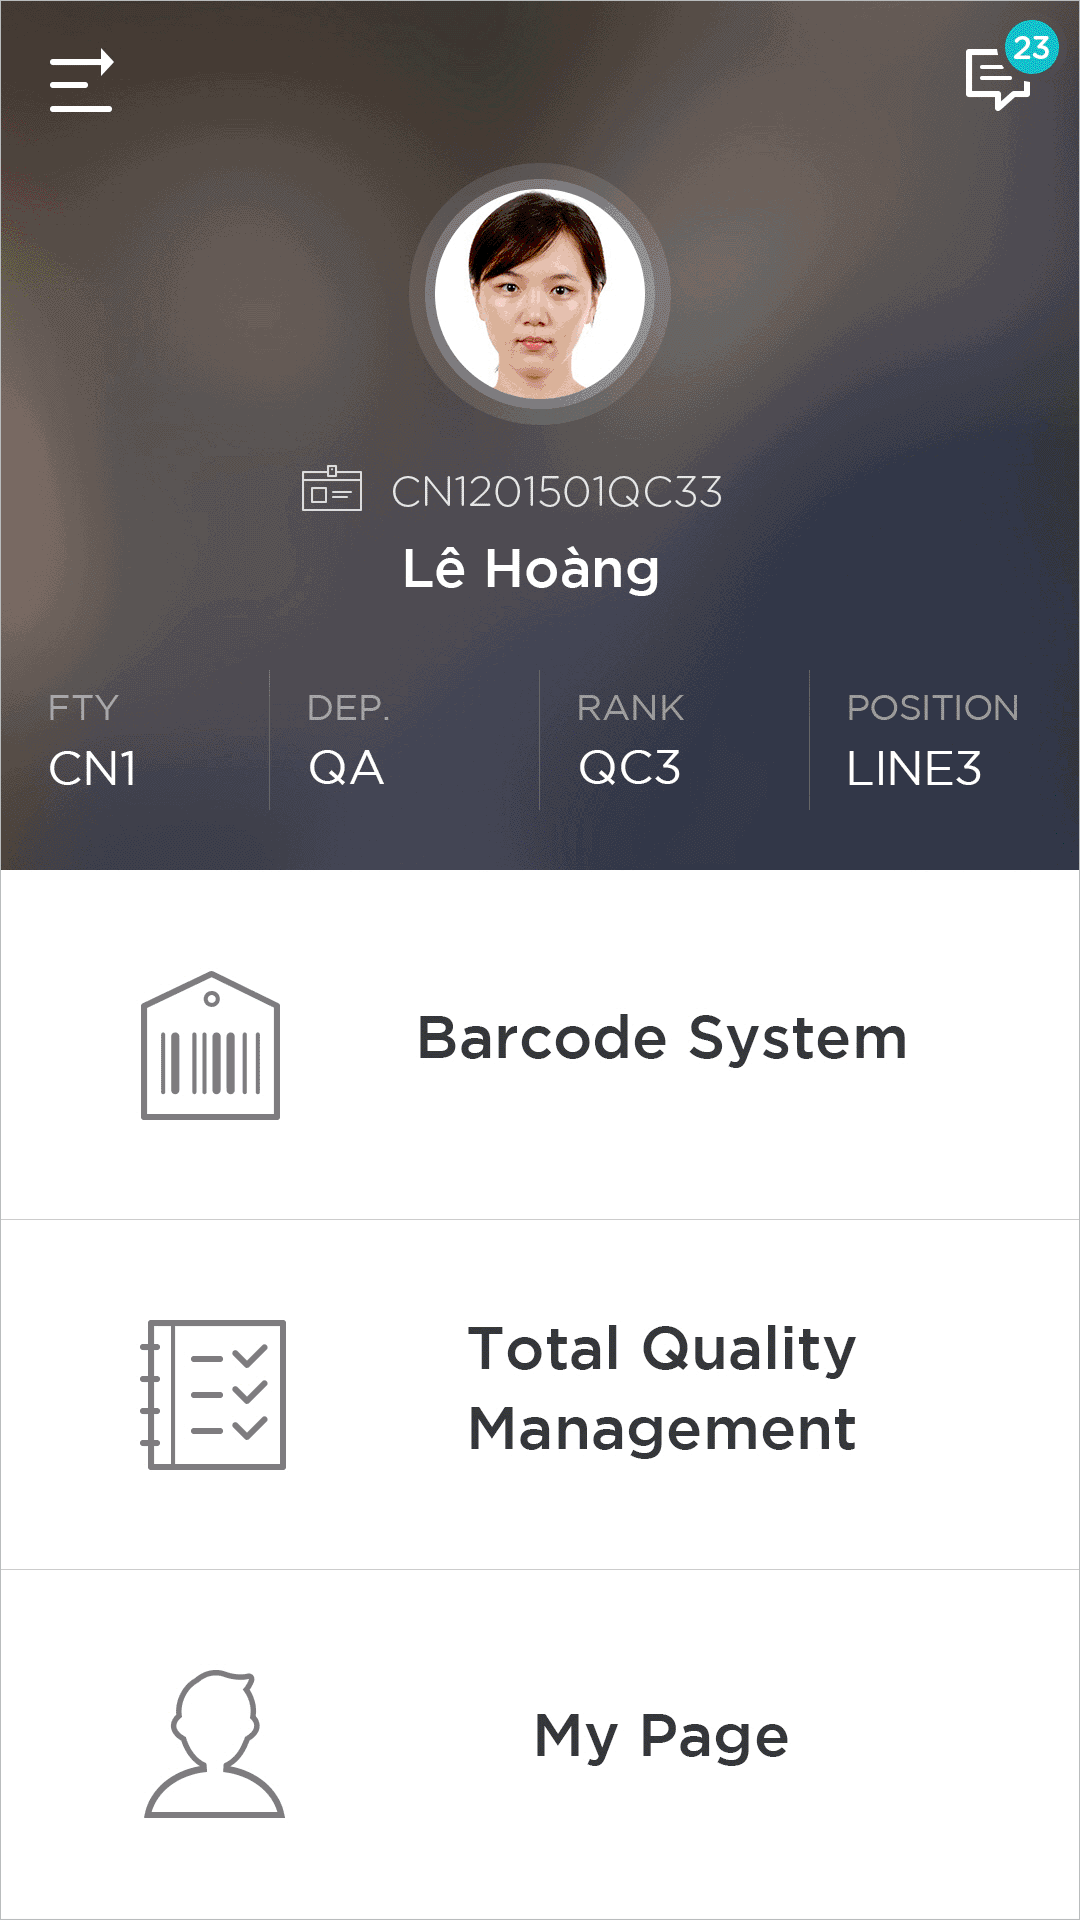 23
CN1201501QC33
Lê Hoàng
FTY
CN1
DEP.
QA
RANK
QC3
POSITION
LINE3
Barcode System
Total Quality
Management
My Page